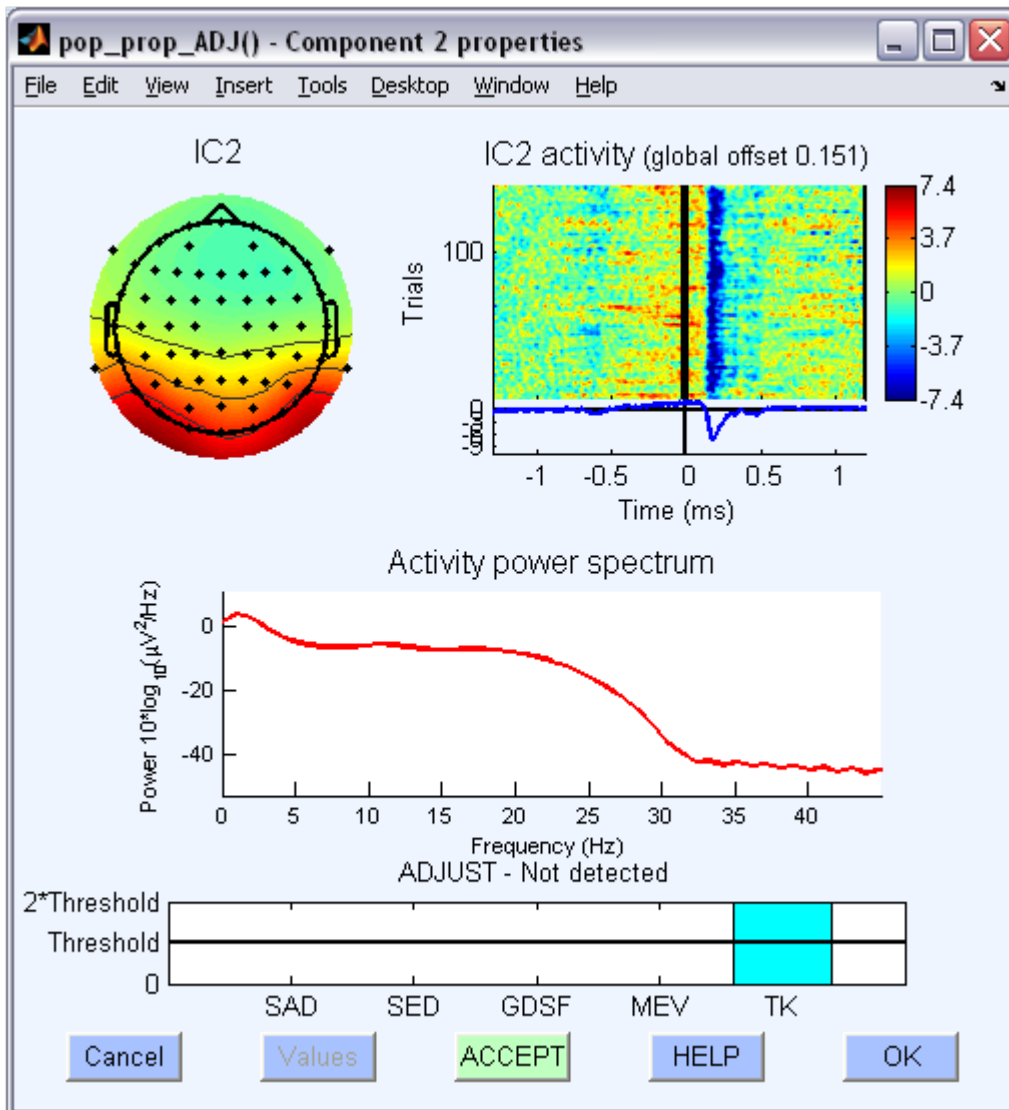 pop_prop_ADJ() - Component 2 properties
File Edit View Insert Tools Desktop Window Help
IC2
IC2 activity (global offset 0.151)
Trials
100
7.4
3.7
0
-3.7
-7.4
-1 -0.5 0 0.5 1
Time (ms)
Activity power spectrum
Power 10*log10(µV²/Hz)
0
-20
-40
0 5 10 15 20 25 30 35 40
Frequency (Hz)
ADJUST - Not detected
2*Threshold
Threshold
0
SAD SED GDSF MEV TK
Cancel Values ACCEPT HELP OK